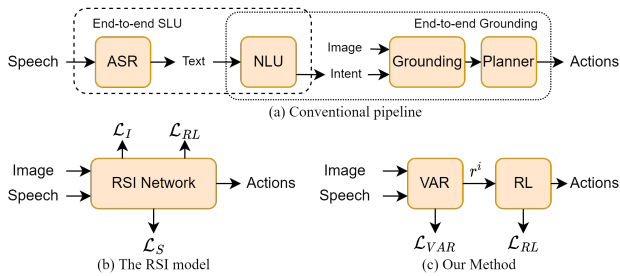 End-to-end SLU
End-to-end Grounding
Speech
ASR
Text
NLU
Image
Intent
Grounding
Planner
Actions
(a) Conventional pipeline
ℒ_I
ℒ_RL
Image
Speech
RSI Network
Actions
ℒ_S
(b) The RSI model
Image
Speech
VAR
r^i
RL
Actions
ℒ_VAR
ℒ_RL
(c) Our Method